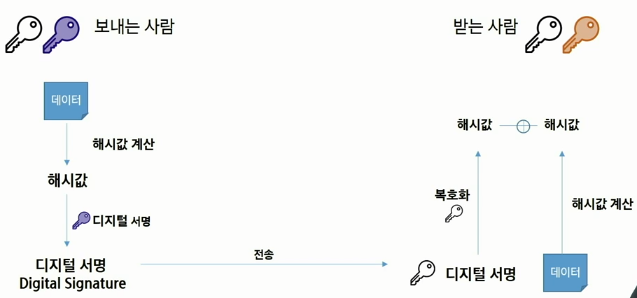 보내는 사람
받는 사람
데이터
해시값 계산
해시값
디지털 서명
디지털 서명
Digital Signature
전송
해시값
해시값
복호화
해시값 계산
디지털 서명
데이터